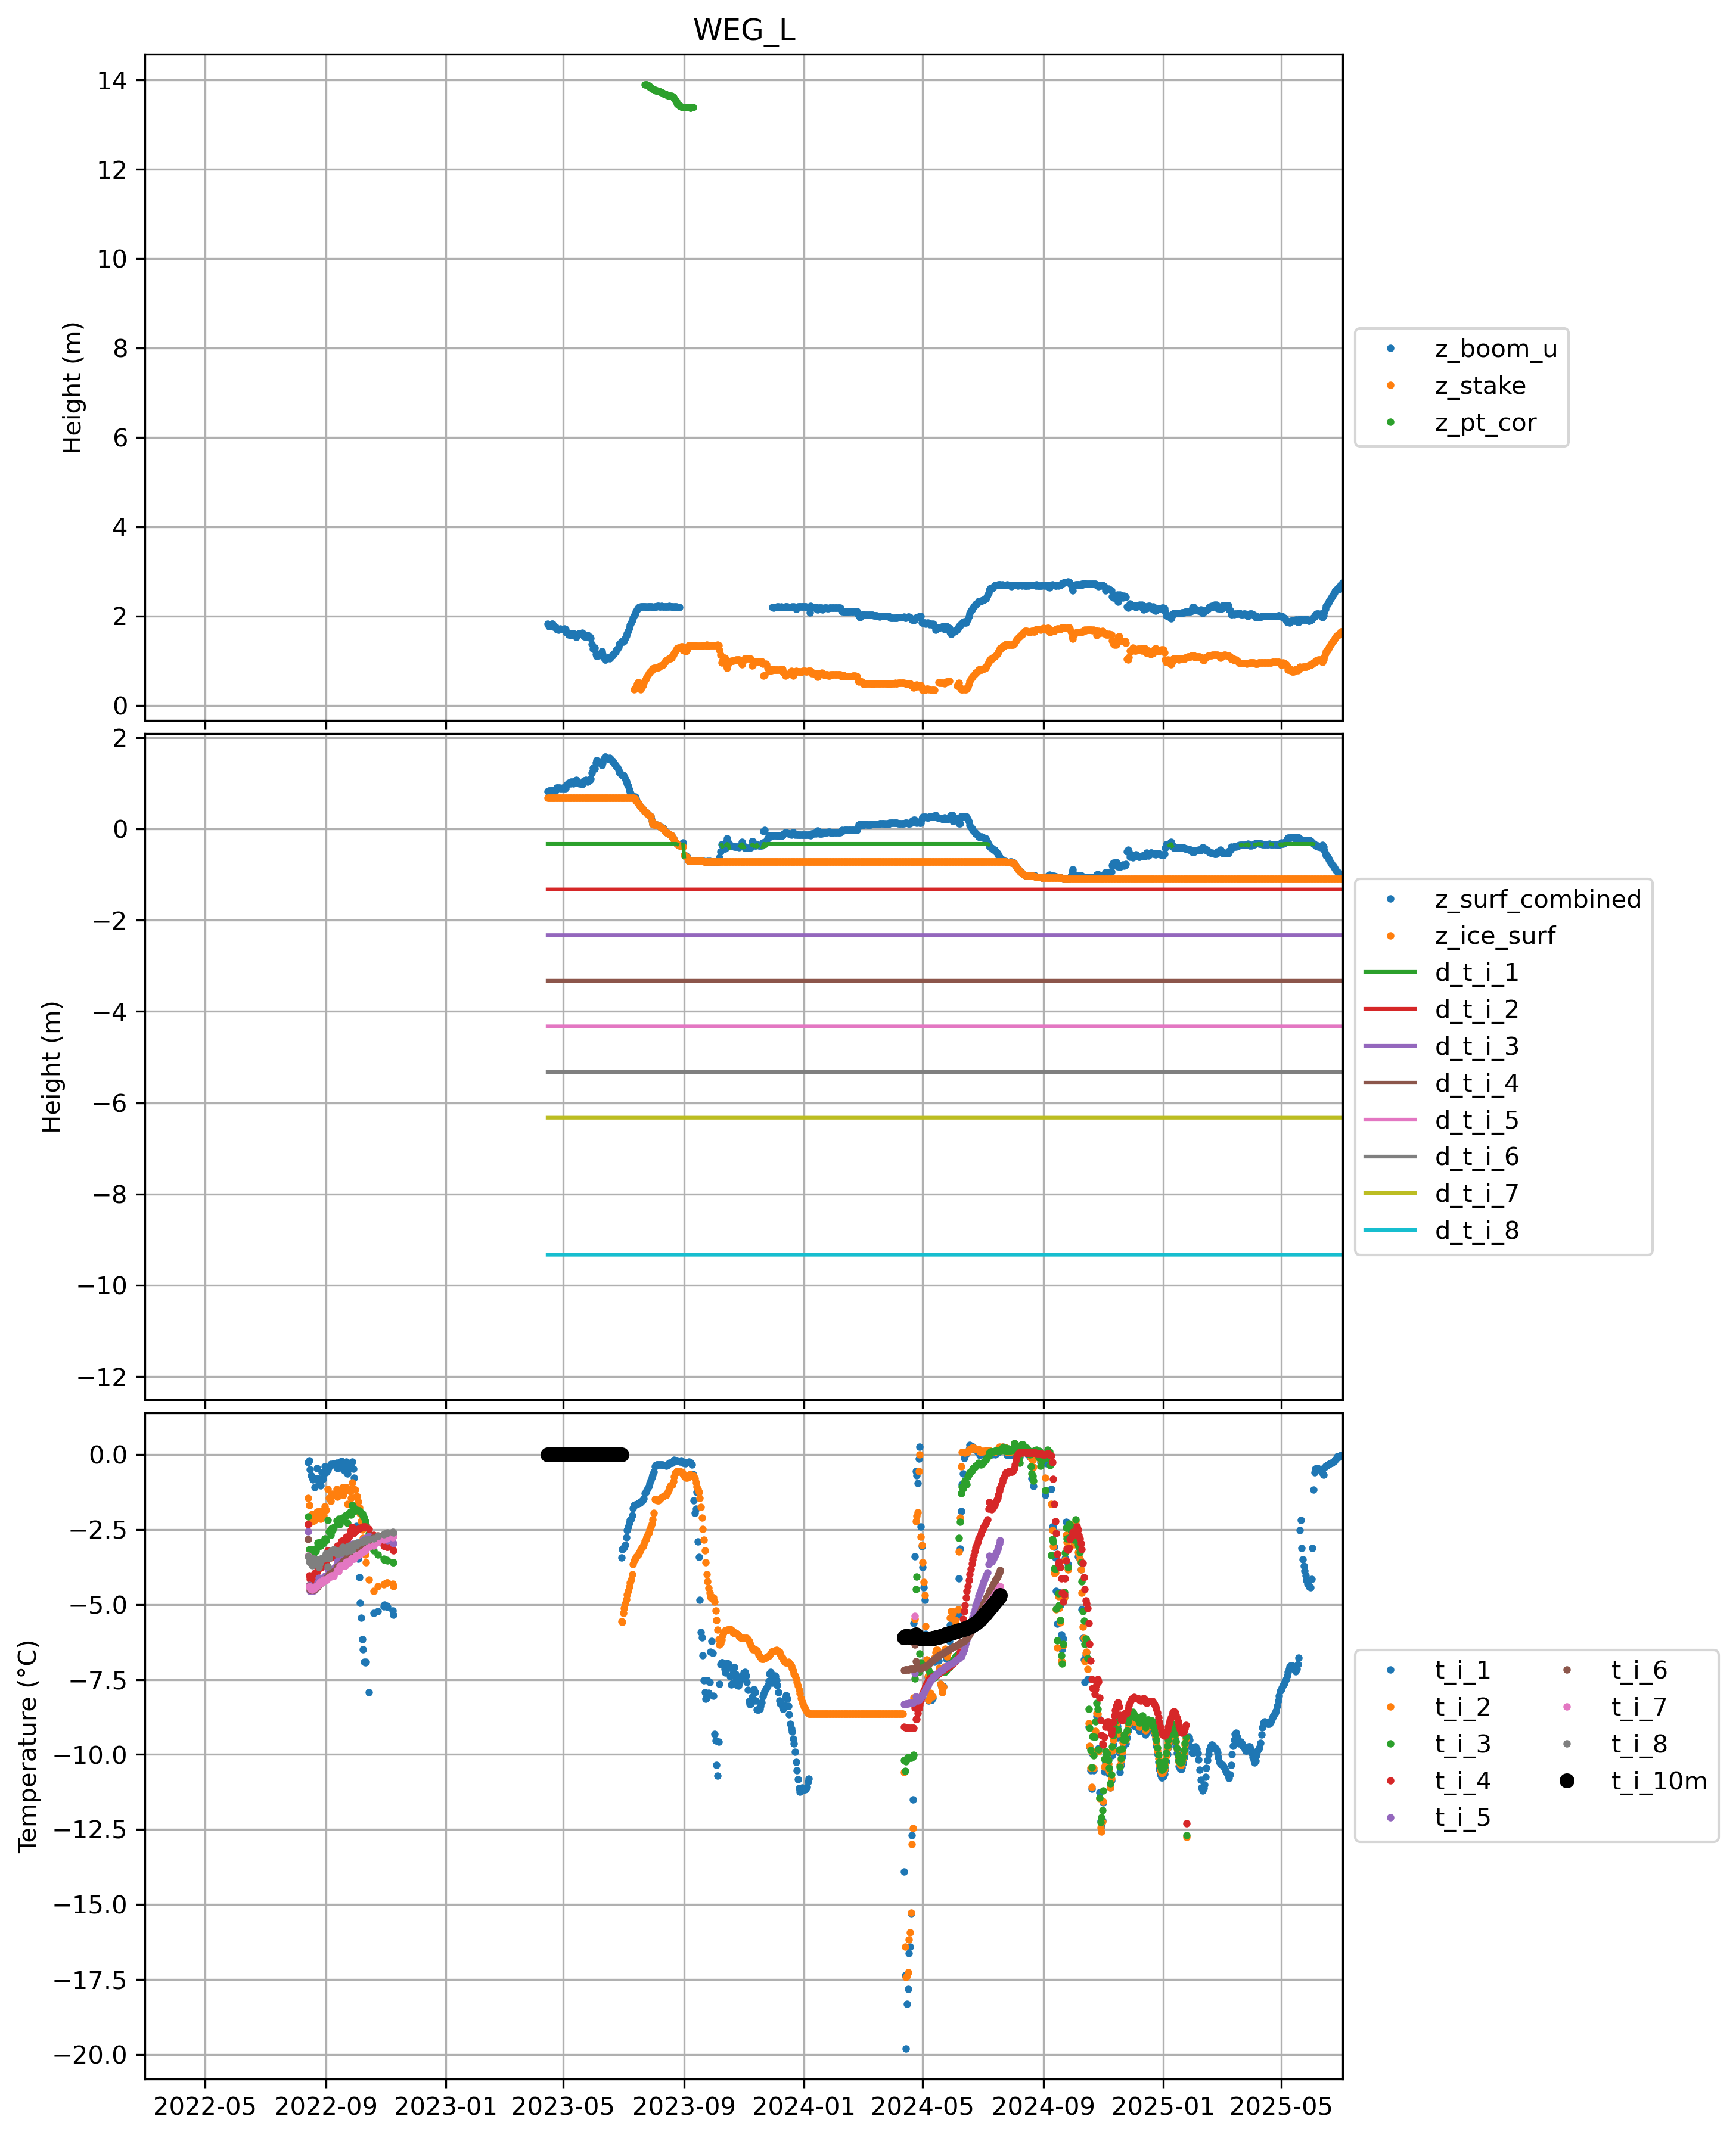 WEG_L
14
12
10
8
6
4
2
0
Height (m)
z_boom_u
z_stake
z_pt_cor
2
0
−2
−4
−6
−8
−10
−12
Height (m)
z_surf_combined
z_ice_surf
d_t_i_1
d_t_i_2
d_t_i_3
d_t_i_4
d_t_i_5
d_t_i_6
d_t_i_7
d_t_i_8
0.0
−2.5
−5.0
−7.5
−10.0
−12.5
−15.0
−17.5
−20.0
Temperature (°C)
t_i_1
t_i_2
t_i_3
t_i_4
t_i_5
t_i_6
t_i_7
t_i_8
t_i_10m
2022-05 2022-09 2023-01 2023-05 2023-09 2024-01 2024-05 2024-09 2025-01 2025-05